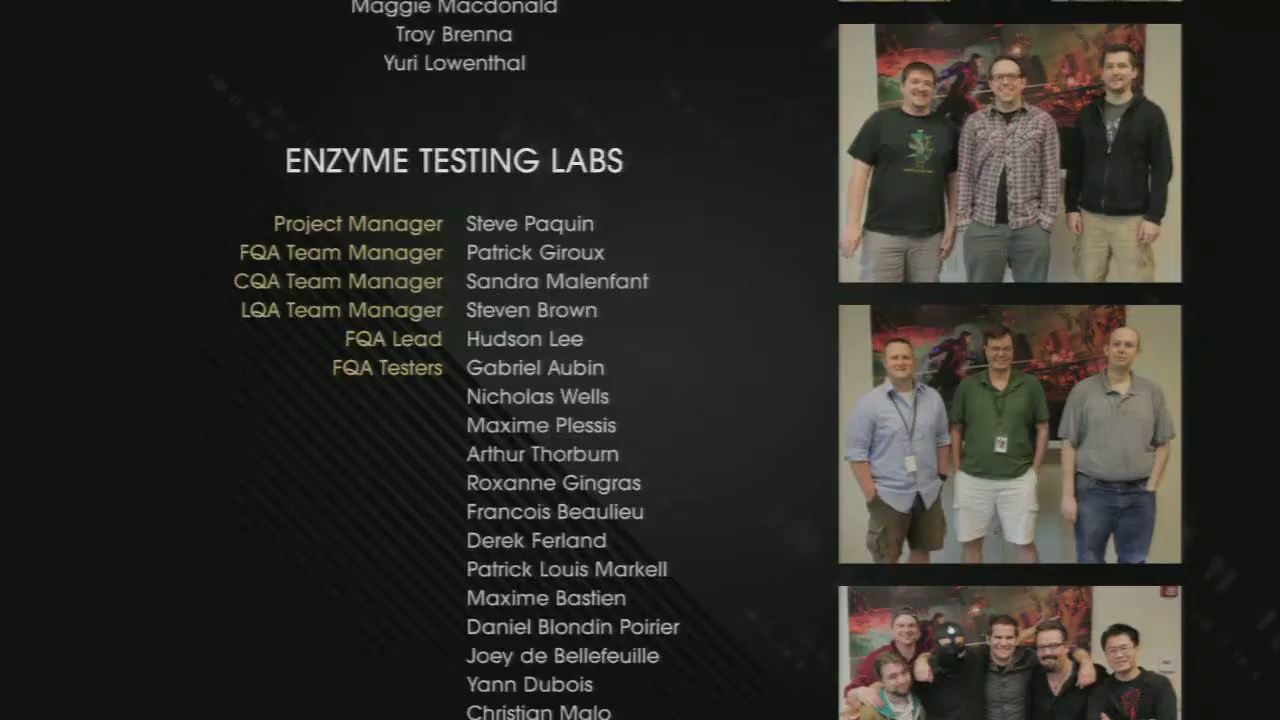 Maggie Macdonald
Troy Brenna
Yuri Lowenthal
ENZYME TESTING LABS
Project Manager Steve Paquin
FQA Team Manager Patrick Giroux
CQA Team Manager Sandra Malenfant
LQA Team Manager Steven Brown
FQA Lead Hudson Lee
FQA Testers Gabriel Aubin
Nicholas Wells
Maxime Plessis
Arthur Thorburn
Roxanne Gingras
Francois Beaulieu
Derek Ferland
Patrick Louis Markell
Maxime Bastien
Daniel Blondin Poirier
Joey de Bellefeuille
Yann Dubois
Christian Malo